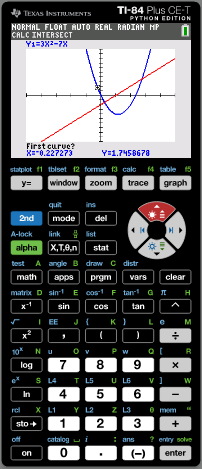 TEXAS INSTRUMENTS TI-84 Plus CE-T
PYTHON EDITION
NORMAL FLOAT AUTO REAL RADIAN MP
CALC INTERSECT
Y1=3X²-7X
First curve?
X=-0.227273 Y=1.7458678
statplot f1 tblset f2 format f3 calc f4 table f5
y= window zoom trace graph
quit ins
2nd mode del
A-lock link list
alpha X,T,θ,n stat
test A angle B draw C distr
math apps prgm vars clear
matrix D sin⁻¹ E cos⁻¹ F tan⁻¹ G π H
x⁻¹ sin cos tan ^
√ I EE J { K } L e M
x² , ( ) ÷
10ˣ N u O v P w Q [ R
log 7 8 9 ×
eˣ S L4 T L5 U L6 V ] W
ln 4 5 6 −
rcl X L1 Y L2 Z L3 θ mem "
sto→ 1 2 3 +
off catalog i : ans ? entry solve
on 0 . (−) enter